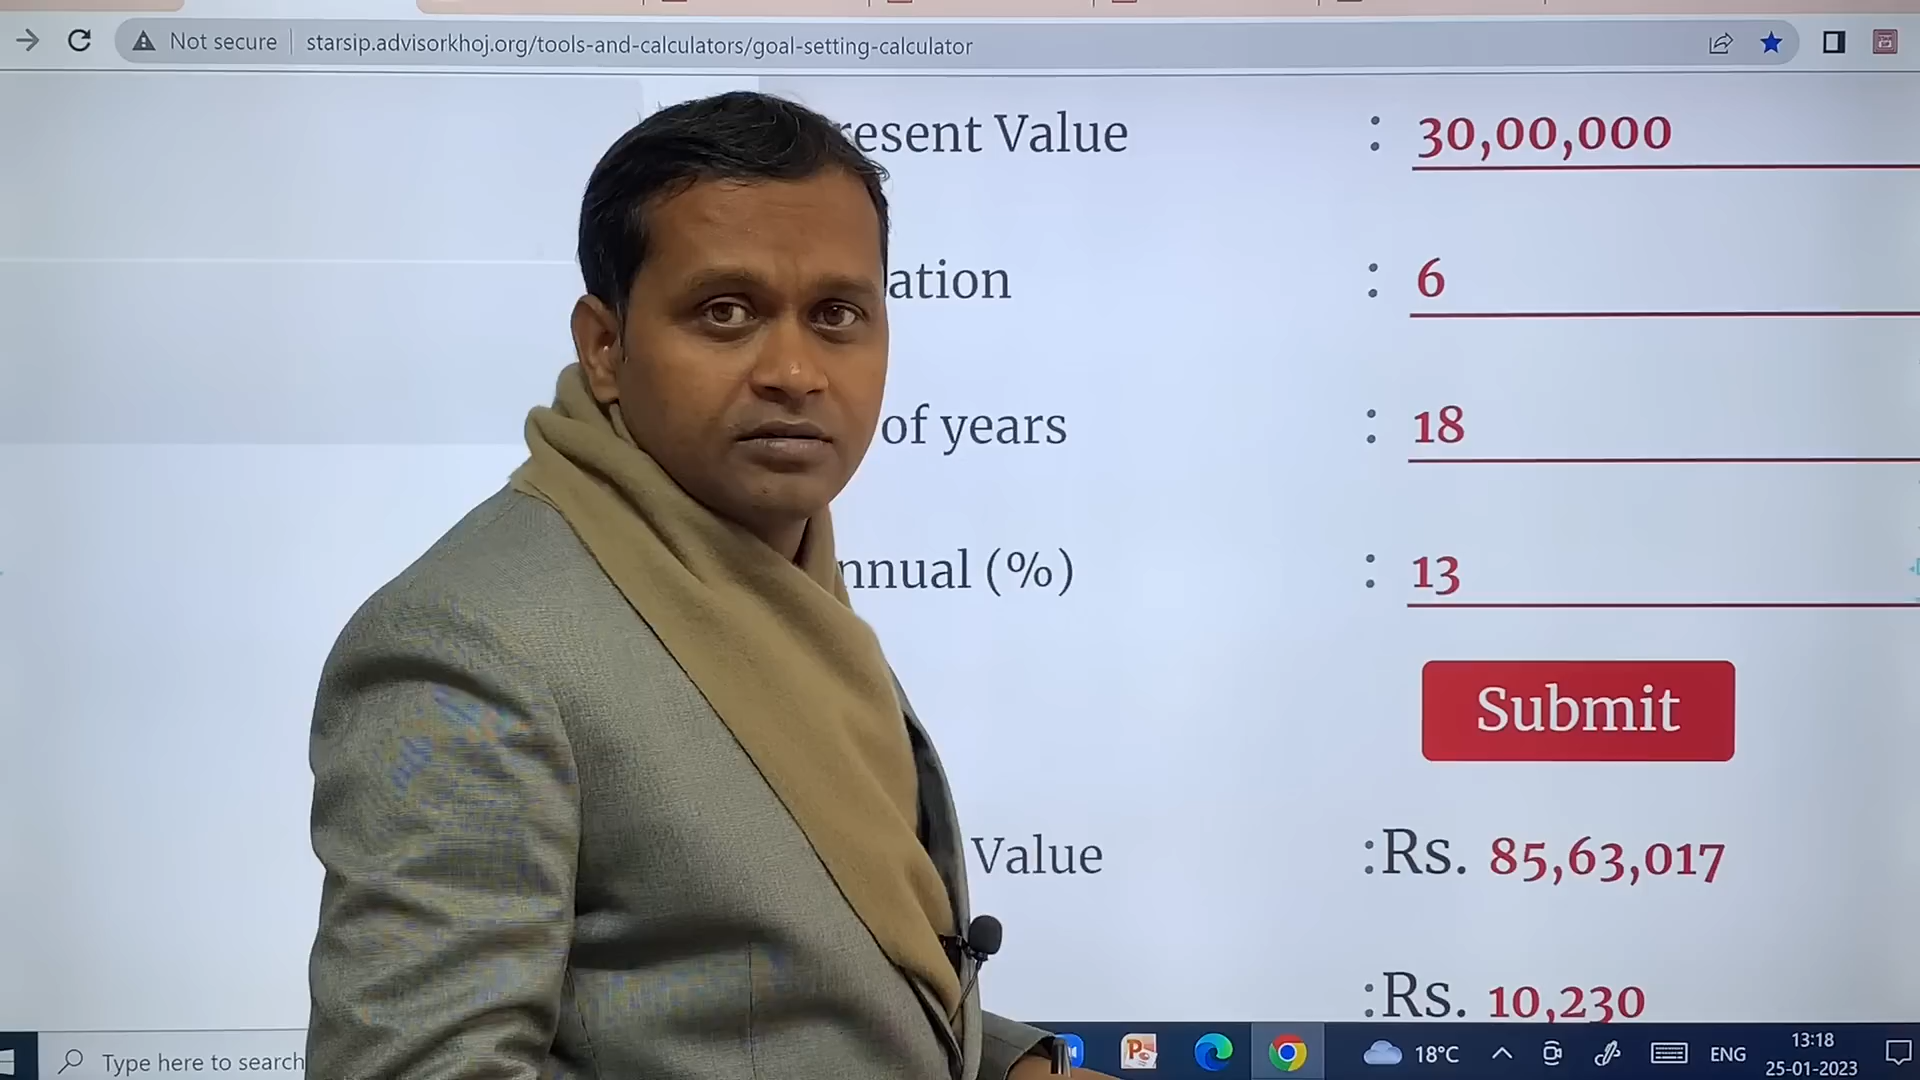 Not secure starsip.advisorkhoj.org/tools-and-calculators/goal-setting-calculator
resent Value : 30,00,000
ation : 6
of years : 18
nnual (%) : 13
Submit
Value :Rs. 85,63,017
:Rs. 10,230
Type here to search
18°C ENG 13:18
25-01-2023